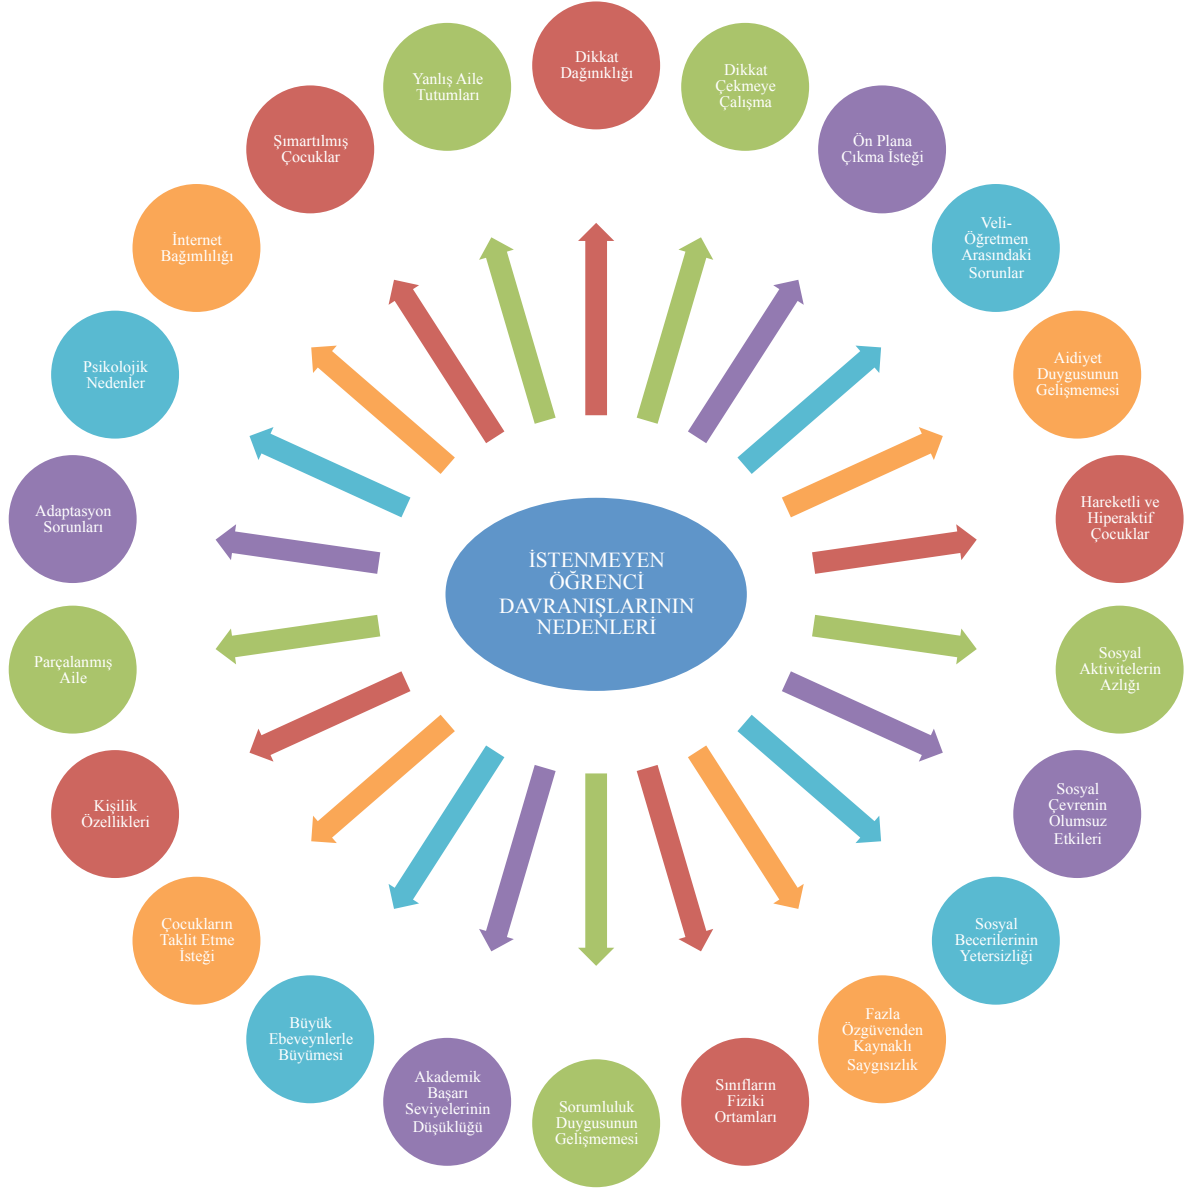 İSTENMEYEN
ÖĞRENCİ
DAVRANIŞLARININ
NEDENLERİ
Dikkat
Dağınıklığı
Dikkat
Çekmeye
Çalışma
Ön Plana
Çıkma İsteği
Veli-
Öğretmen
Arasındaki
Sorunlar
Aidiyet
Duygusunun
Gelişmemesi
Hareketli ve
Hiperaktif
Çocuklar
Sosyal
Aktivitelerin
Azlığı
Sosyal
Çevrenin
Olumsuz
Etkileri
Sosyal
Becerilerinin
Yetersizliği
Fazla
Özgüvenden
Kaynaklı
Saygısızlık
Sınıfların
Fiziki
Ortamları
Sorumluluk
Duygusunun
Gelişmemesi
Akademik
Başarı
Seviyelerinin
Düşüklüğü
Büyük
Ebeveynlerle
Büyümesi
Çocukların
Taklit Etme
İsteği
Kişilik
Özellikleri
Parçalanmış
Aile
Adaptasyon
Sorunları
Psikolojik
Nedenler
İnternet
Bağımlılığı
Şımartılmış
Çocuklar
Yanlış Aile
Tutumları